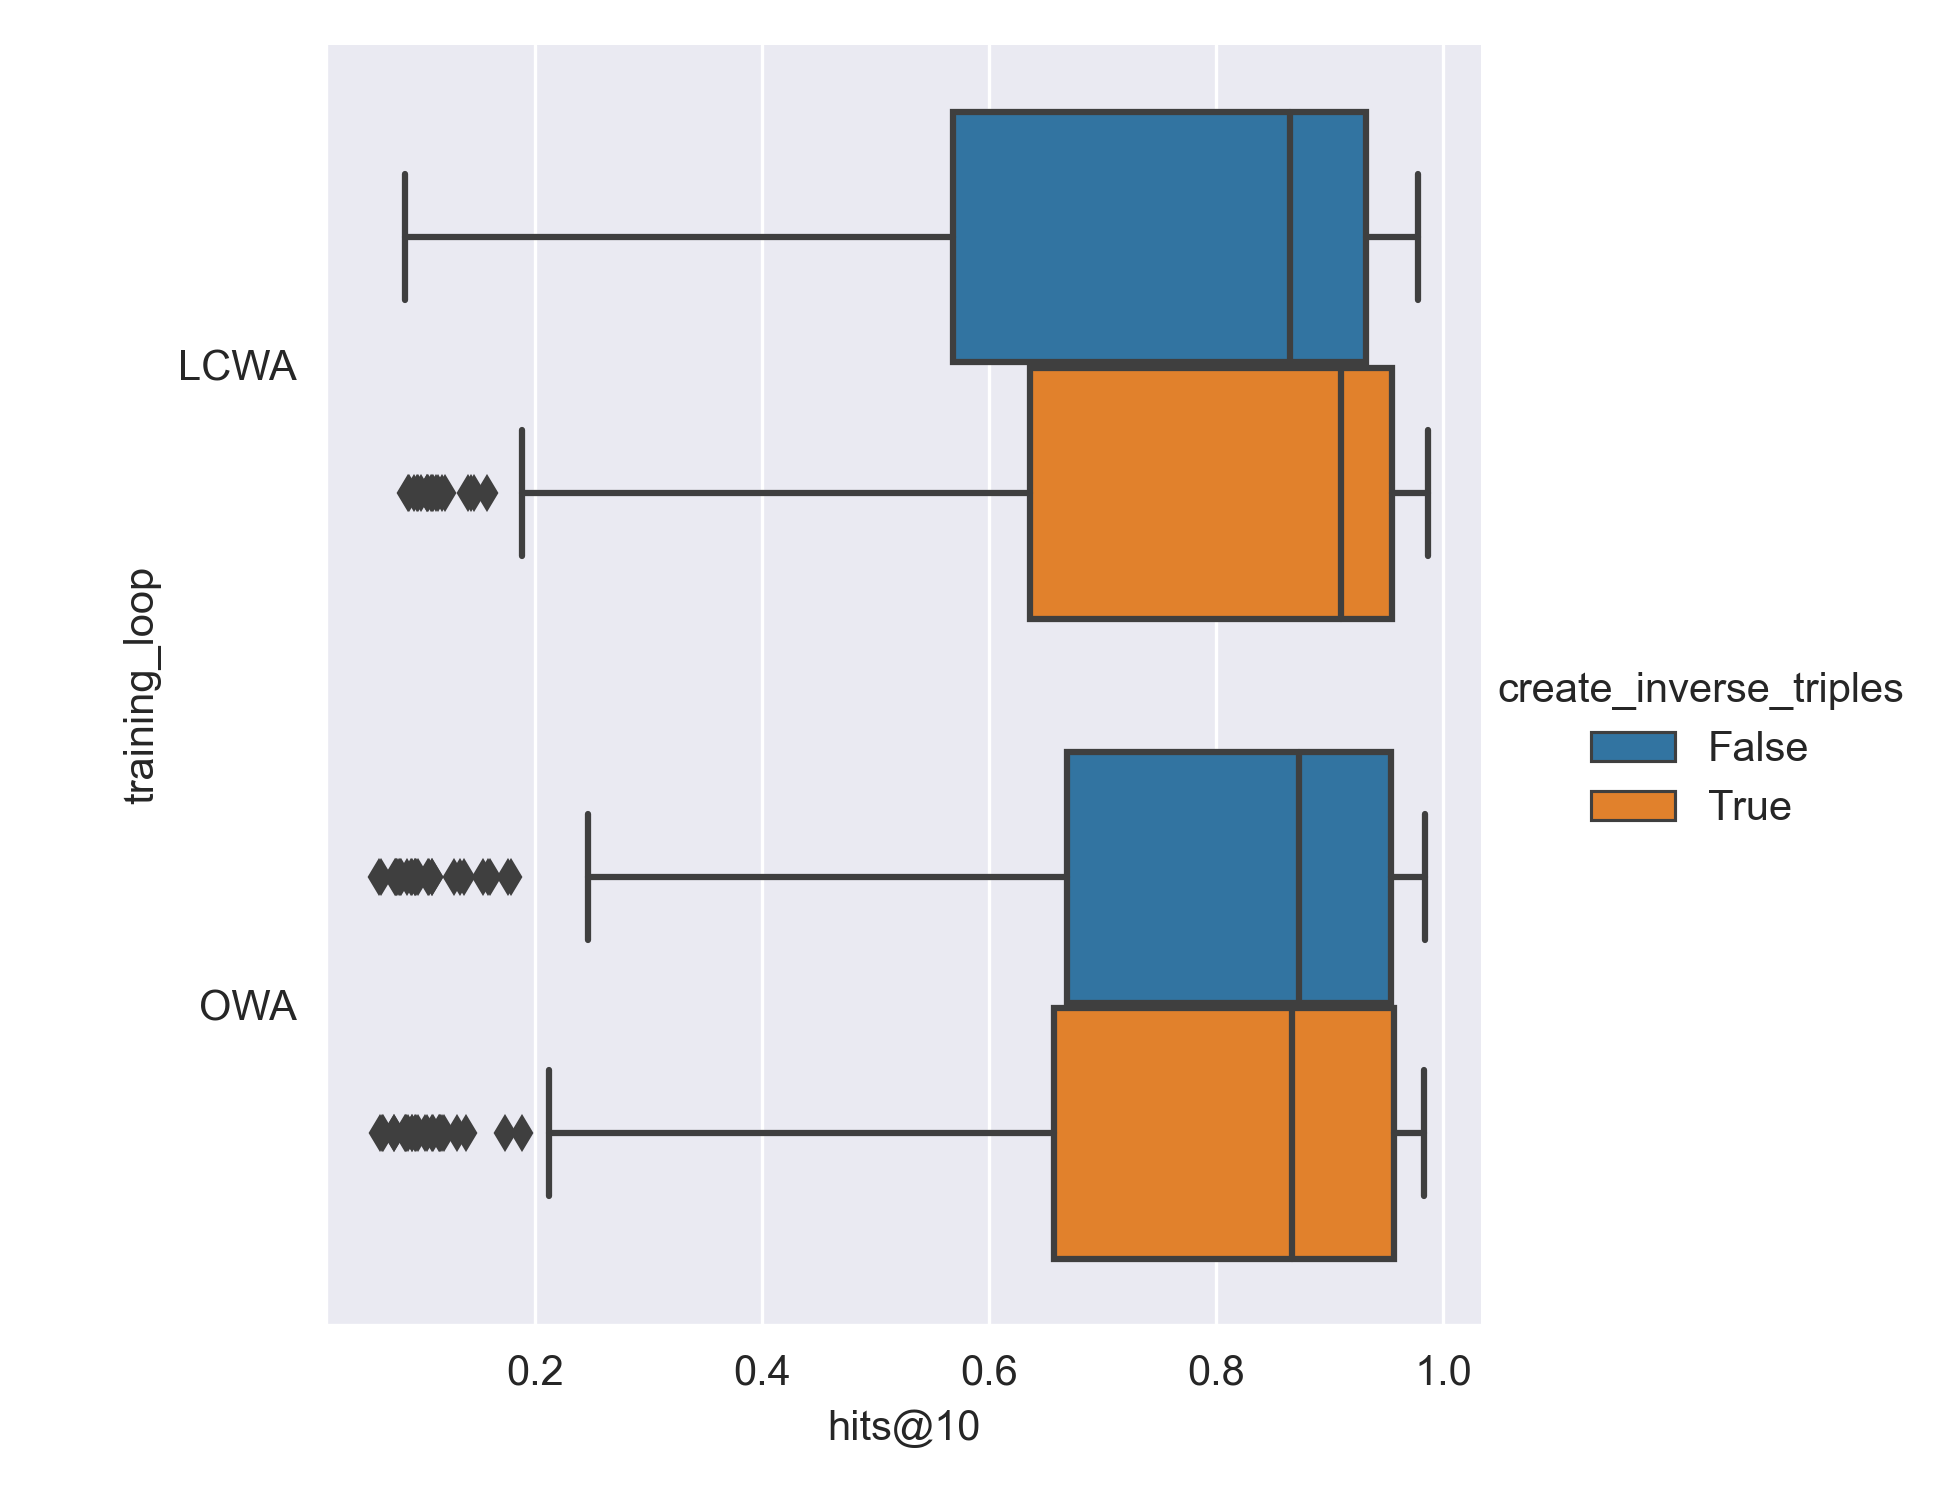 LCWA
OWA
training_loop
0.2 0.4 0.6 0.8 1.0
hits@10
create_inverse_triples
False
True